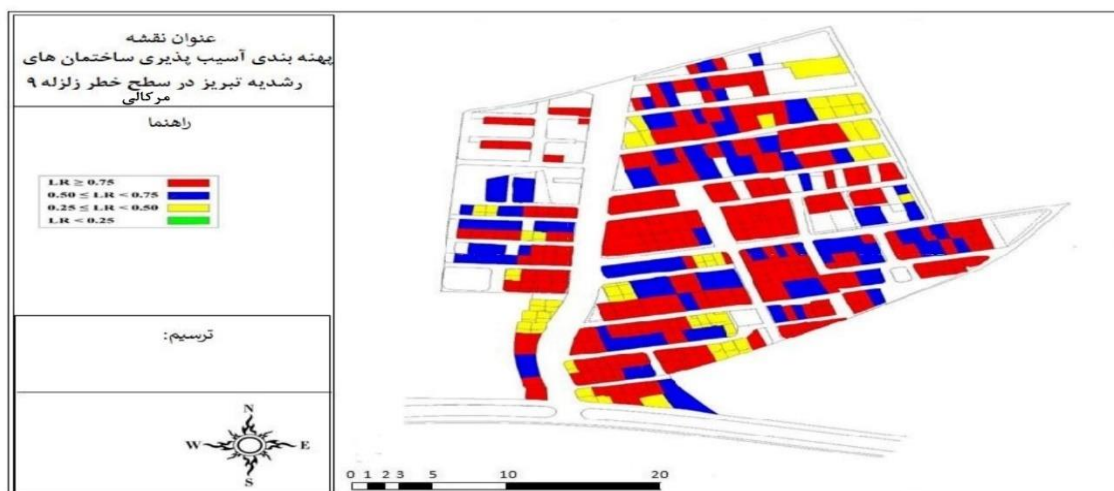 عنوان نقشه
پهنه بندی آسیب پذیری ساختمان های
رشدیه تبریز در سطح خطر زلزله ۹
مرکالی
راهنما
LR ≥ 0.75
0.50 ≤ LR < 0.75
0.25 ≤ LR < 0.50
LR < 0.25
ترسیم:
N
W E
S
0 1 2 3 5 10 20